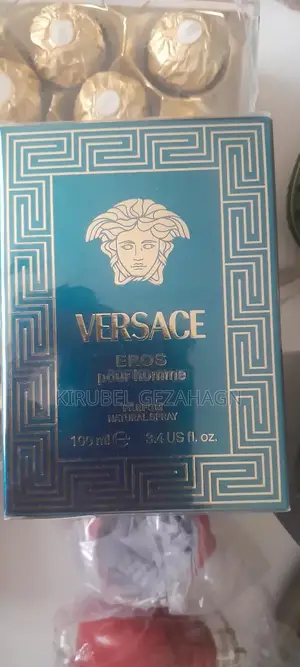 VERSACE
EROS
pour homme
KIRUBEL GEZAHAGN
PARFUM
NATURAL SPRAY
100 ml ℮ 3.4 US fl. oz.